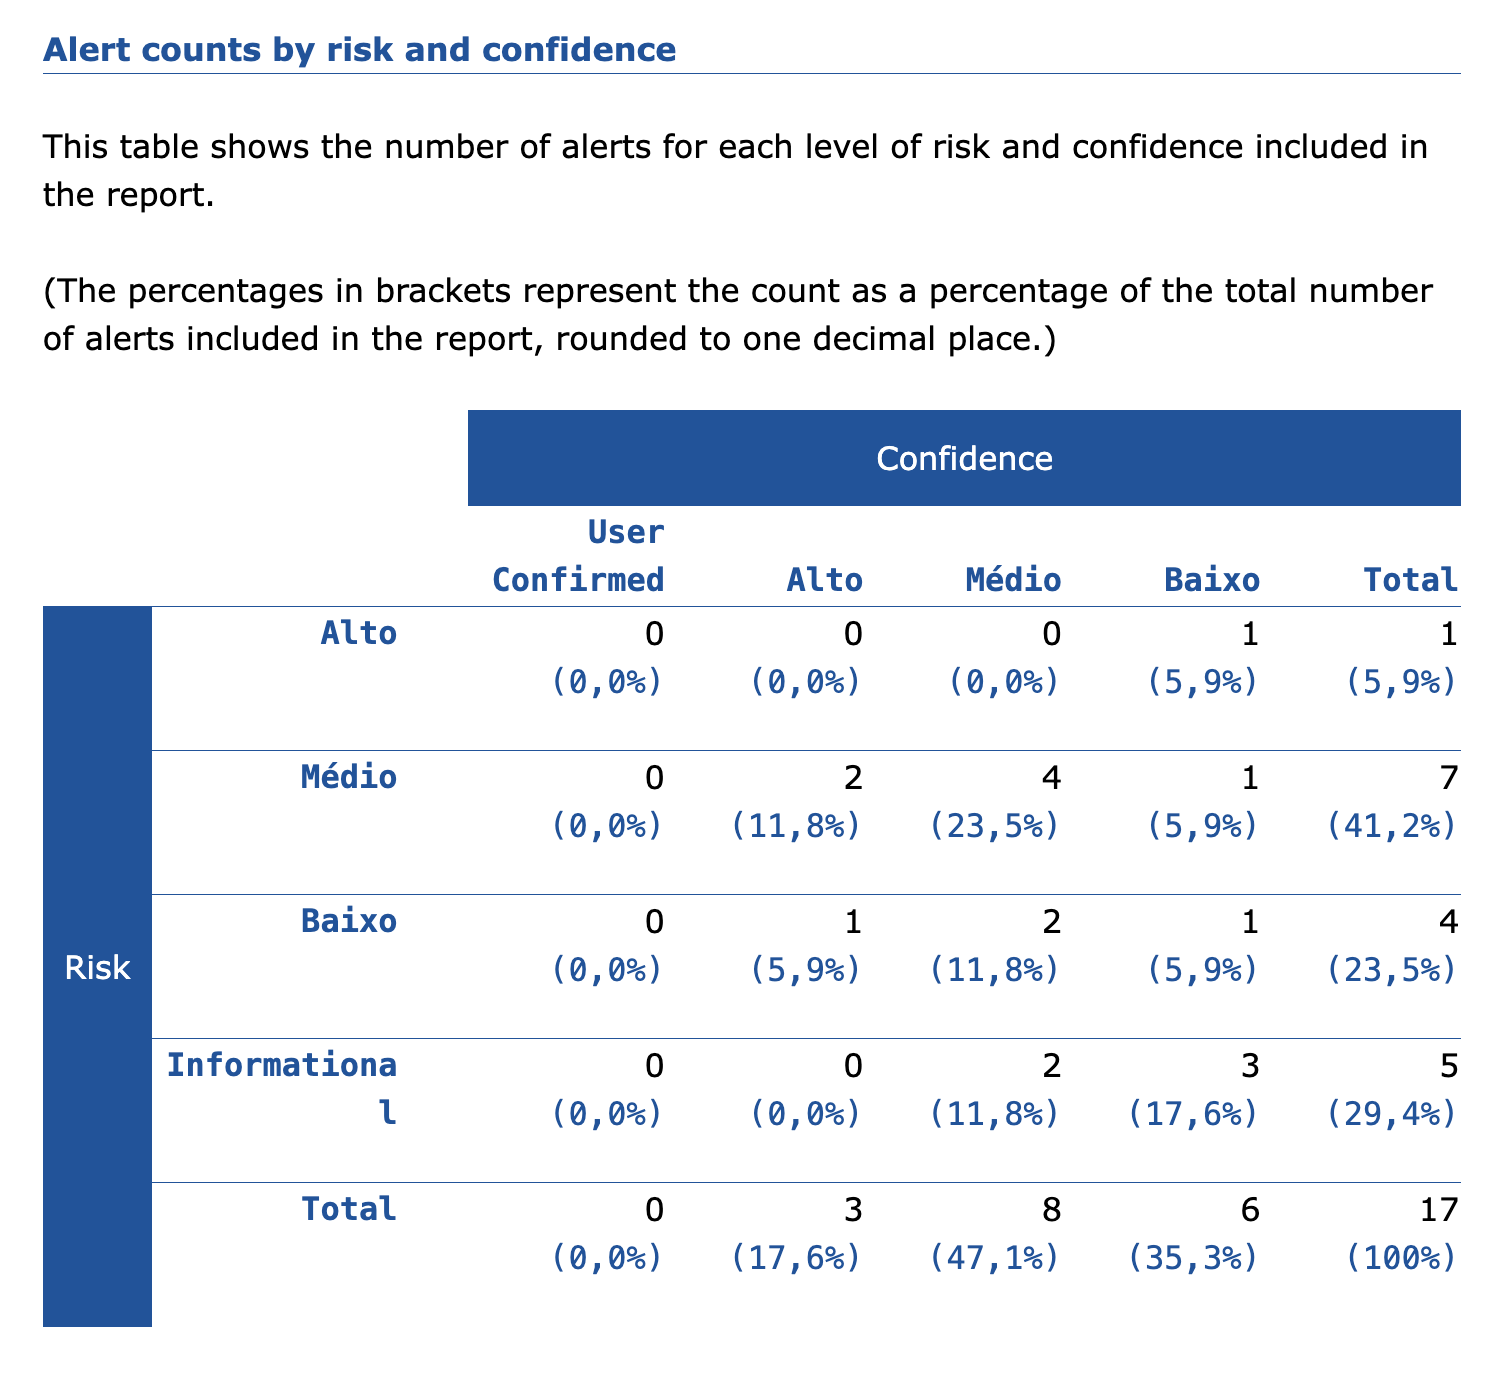 Alert counts by risk and confidence
This table shows the number of alerts for each level of risk and confidence included in
the report.
(The percentages in brackets represent the count as a percentage of the total number
of alerts included in the report, rounded to one decimal place.)
Confidence
User
Confirmed Alto Médio Baixo Total
Risk
Alto 0 0 0 1 1
(0,0%) (0,0%) (0,0%) (5,9%) (5,9%)
Médio 0 2 4 1 7
(0,0%) (11,8%) (23,5%) (5,9%) (41,2%)
Baixo 0 1 2 1 4
(0,0%) (5,9%) (11,8%) (5,9%) (23,5%)
Informationa 0 0 2 3 5
l (0,0%) (0,0%) (11,8%) (17,6%) (29,4%)
Total 0 3 8 6 17
(0,0%) (17,6%) (47,1%) (35,3%) (100%)